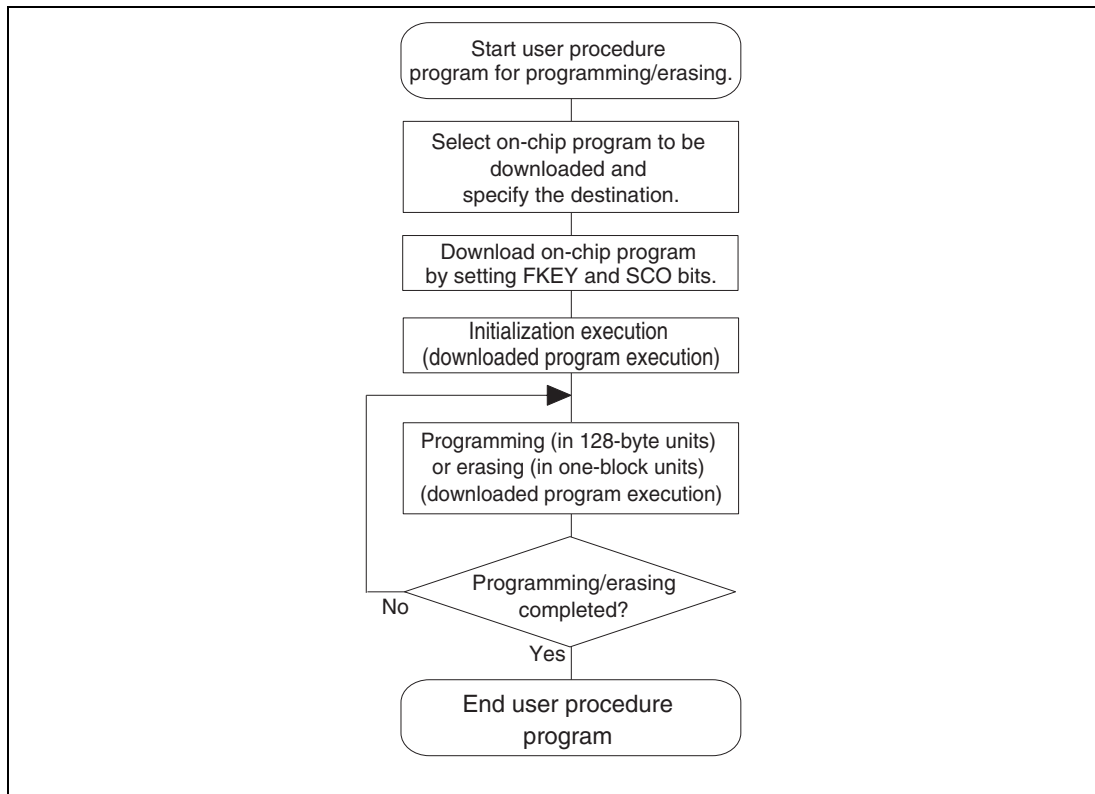 Start user procedure
program for programming/erasing.
Select on-chip program to be
downloaded and
specify the destination.
Download on-chip program
by setting FKEY and SCO bits.
Initialization execution
(downloaded program execution)
Programming (in 128-byte units)
or erasing (in one-block units)
(downloaded program execution)
Programming/erasing
completed?
No
Yes
End user procedure
program